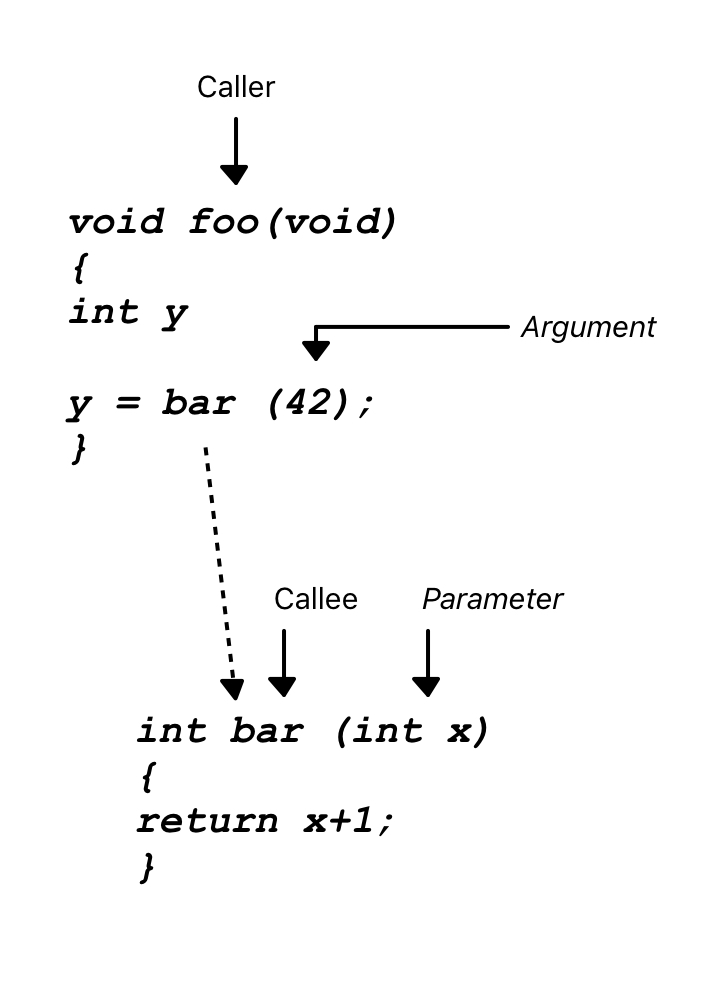 Caller
void foo(void)
{
int y
Argument
y = bar (42);
}
Callee Parameter
int bar (int x)
{
return x+1;
}